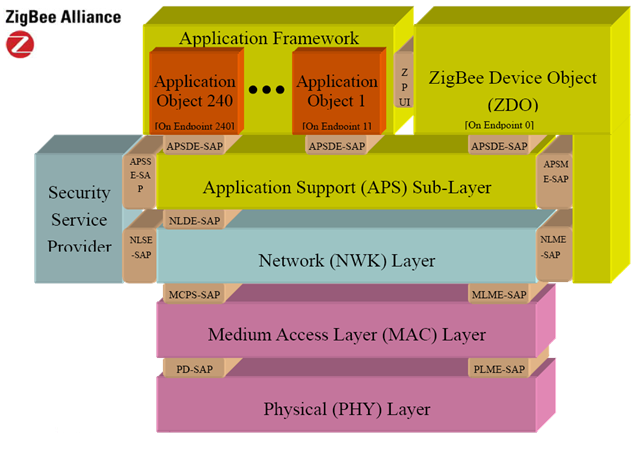 ZigBee Alliance
Application Framework
Application
Object 240
[On Endpoint 240]
Application
Object 1
[On Endpoint 1]
Z
P
UI
ZigBee Device Object
(ZDO)
[On Endpoint 0]
APSDE-SAP
APSDE-SAP
APSDE-SAP
Security
Service
Provider
APSS
E-SA
P
Application Support (APS) Sub-Layer
APSM
E-SAP
NLDE-SAP
NLSE
-SAP
Network (NWK) Layer
NLME
-SAP
MCPS-SAP
MLME-SAP
Medium Access Layer (MAC) Layer
PD-SAP
PLME-SAP
Physical (PHY) Layer